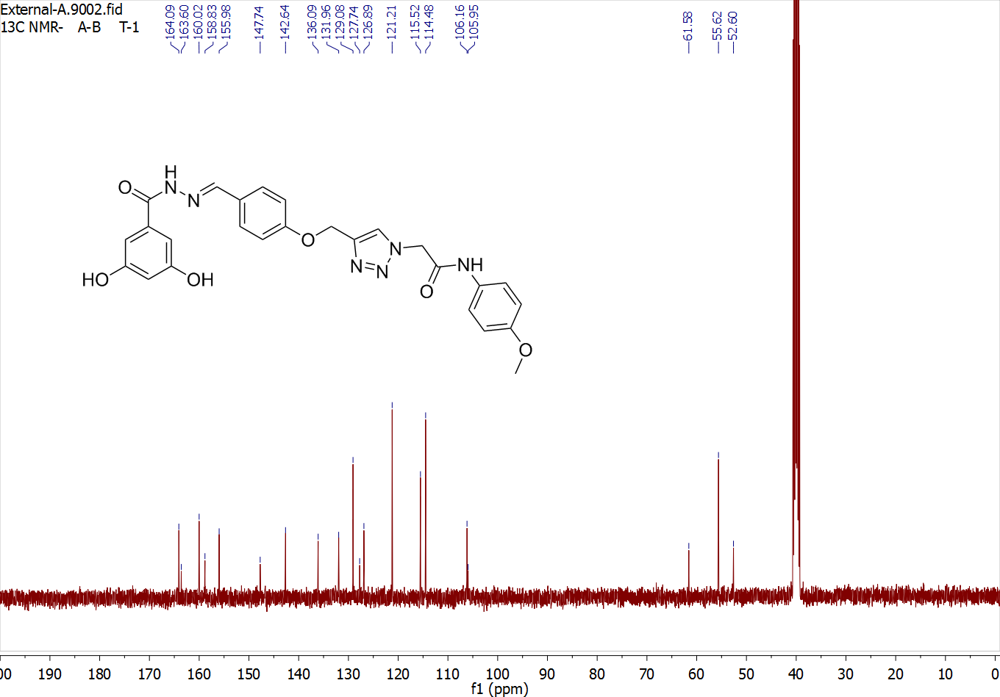 External-A.9002.fid
13C NMR- A-B T-1
164.09
163.60
160.02
158.83
155.98
147.74
142.64
136.09
131.96
129.08
127.74
126.89
121.21
115.52
114.48
106.16
105.95
61.58
55.62
52.60
H
O
N
N
O
N
N
N
NH
O
HO
OH
O
00 190 180 170 160 150 140 130 120 110 100 90 80 70 60 50 40 30 20 10 0
f1 (ppm)